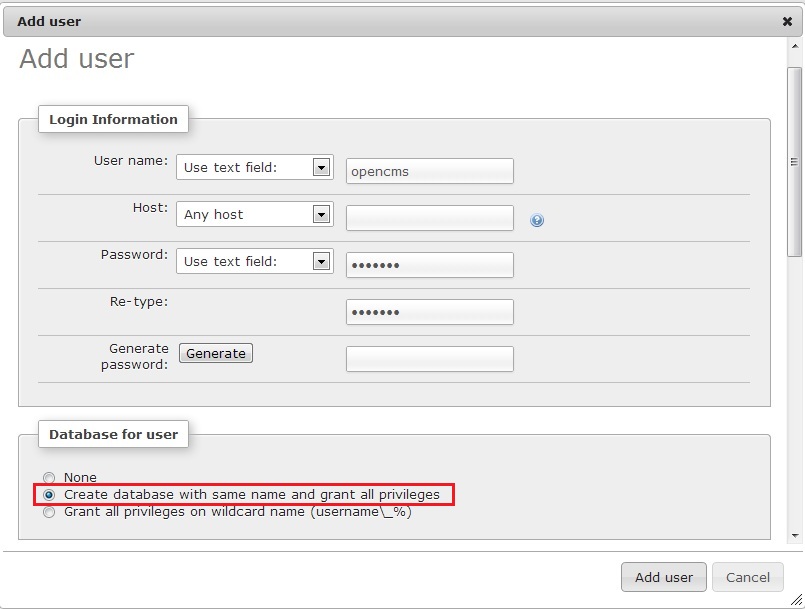 Add user
Add user
Login Information
User name: Use text field: opencms
Host: Any host
Password: Use text field: •••••••
Re-type: •••••••
Generate
password: Generate
Database for user
None
Create database with same name and grant all privileges
Grant all privileges on wildcard name (username\_%)
Add user Cancel